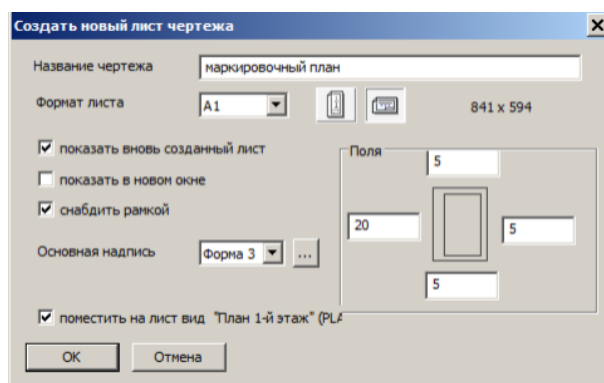 Создать новый лист чертежа
Название чертежа
маркировочный план
Формат листа
A1
841 x 594
показать вновь созданный лист
показать в новом окне
снабдить рамкой
Основная надпись
Форма 3
...
Поля
5
20
5
5
поместить на лист вид "План 1-й этаж" (PLA
OK
Отмена